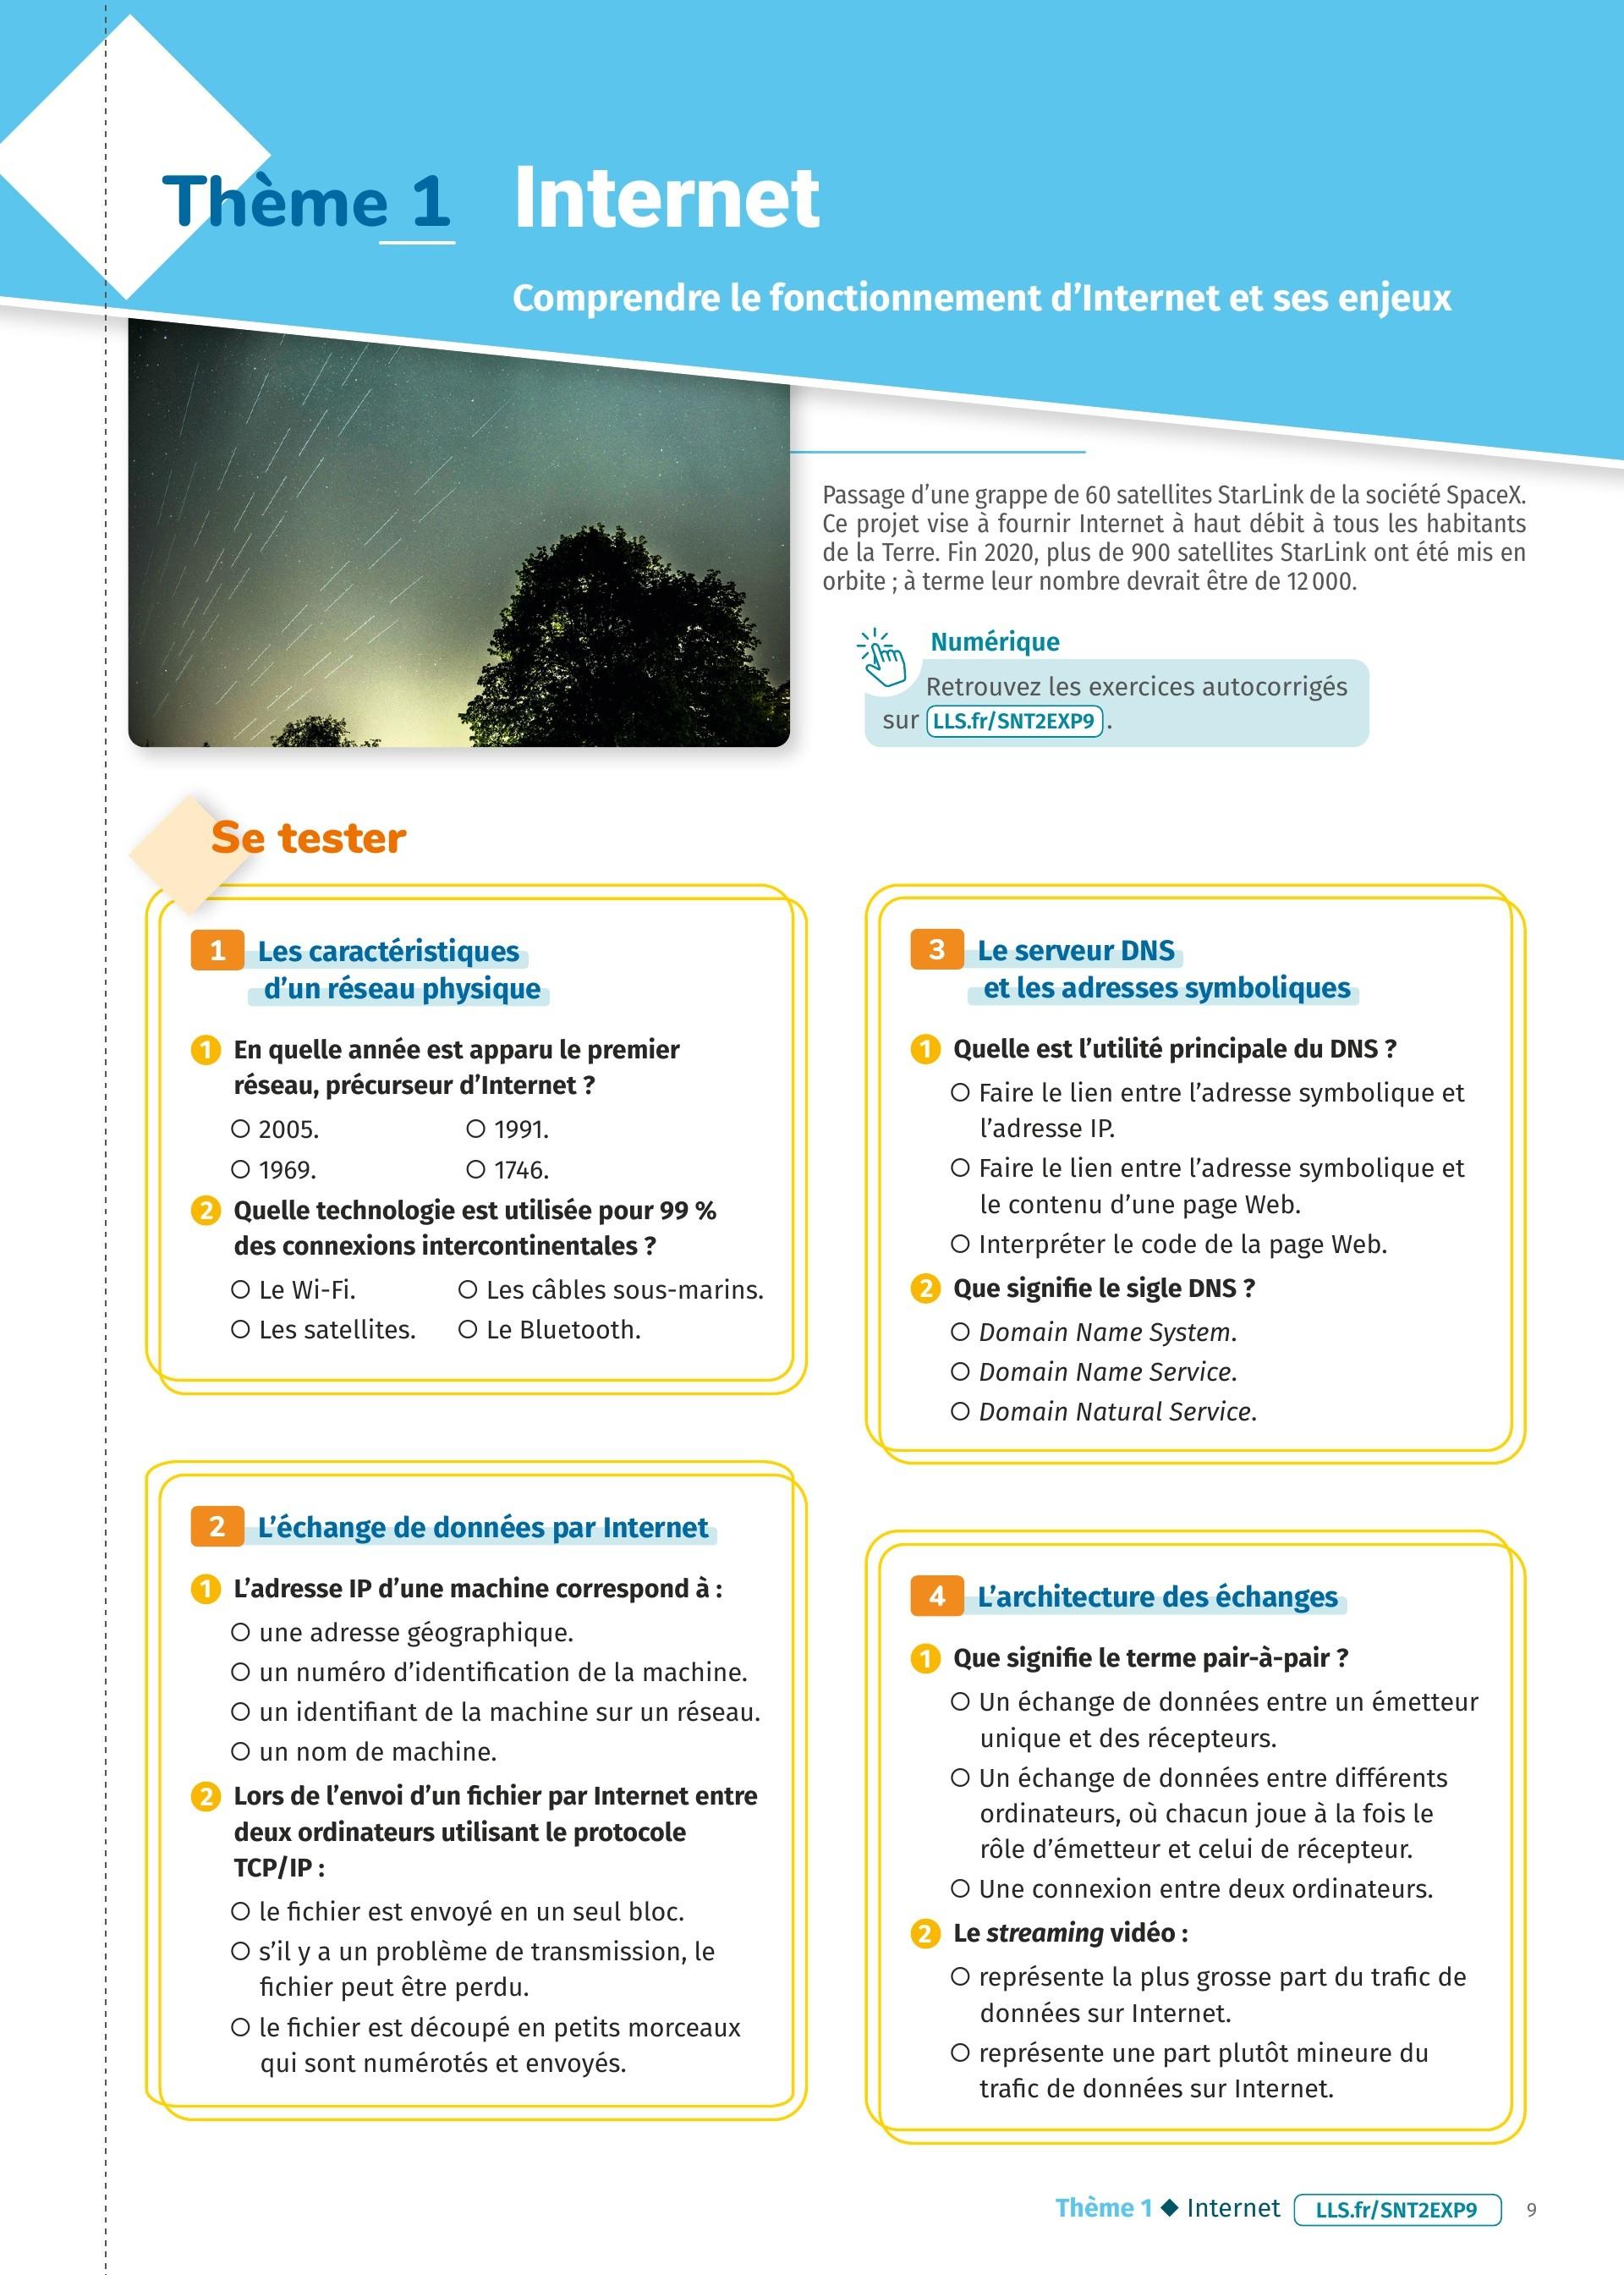 Thème 1
Internet
Comprendre le fonctionnement d’Internet et ses enjeux
Passage d’une grappe de 60 satellites StarLink de la société SpaceX.
Ce projet vise à fournir Internet à haut débit à tous les habitants
de la Terre. Fin 2020, plus de 900 satellites StarLink ont été mis en
orbite ; à terme leur nombre devrait être de 12 000.
Numérique
Retrouvez les exercices autocorrigés
sur LLS.fr/SNT2EXP9 .
Se tester
1 Les caractéristiques
d’un réseau physique
1 En quelle année est apparu le premier
réseau, précurseur d’Internet ?
2005.
1991.
1969.
1746.
2 Quelle technologie est utilisée pour 99 %
des connexions intercontinentales ?
Le Wi-Fi.
Les câbles sous-marins.
Les satellites.
Le Bluetooth.
2 L’échange de données par Internet
1 L’adresse IP d’une machine correspond à :
une adresse géographique.
un numéro d’identification de la machine.
un identifiant de la machine sur un réseau.
un nom de machine.
2 Lors de l’envoi d’un fichier par Internet entre
deux ordinateurs utilisant le protocole
TCP/IP :
le fichier est envoyé en un seul bloc.
s’il y a un problème de transmission, le
fichier peut être perdu.
le fichier est découpé en petits morceaux
qui sont numérotés et envoyés.
3 Le serveur DNS
et les adresses symboliques
1 Quelle est l’utilité principale du DNS ?
Faire le lien entre l’adresse symbolique et
l’adresse IP.
Faire le lien entre l’adresse symbolique et
le contenu d’une page Web.
Interpréter le code de la page Web.
2 Que signifie le sigle DNS ?
Domain Name System.
Domain Name Service.
Domain Natural Service.
4 L’architecture des échanges
1 Que signifie le terme pair-à-pair ?
Un échange de données entre un émetteur
unique et des récepteurs.
Un échange de données entre différents
ordinateurs, où chacun joue à la fois le
rôle d’émetteur et celui de récepteur.
Une connexion entre deux ordinateurs.
2 Le streaming vidéo :
représente la plus grosse part du trafic de
données sur Internet.
représente une part plutôt mineure du
trafic de données sur Internet.
Thème 1 ◆ Internet LLS.fr/SNT2EXP9 9